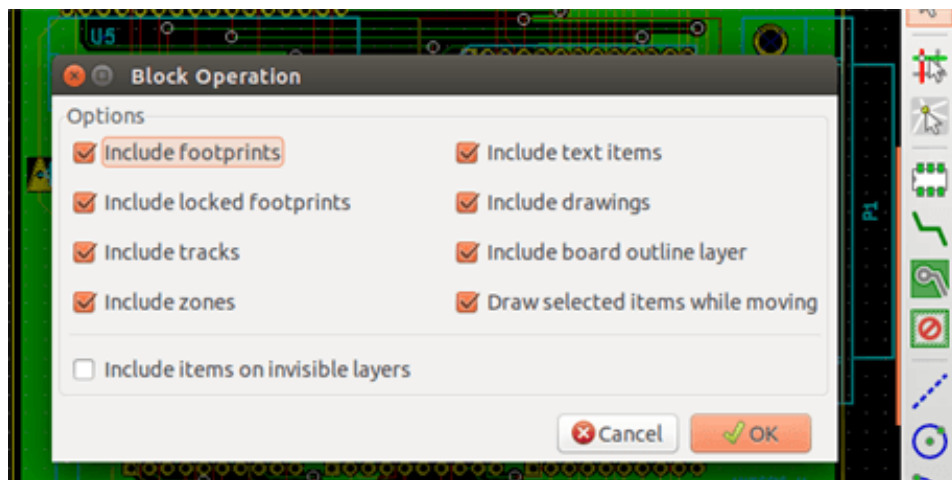 U5
Block Operation
Options
Include footprints
Include text items
Include locked footprints
Include drawings
Include tracks
Include board outline layer
Include zones
Draw selected items while moving
Include items on invisible layers
Cancel
OK
P1